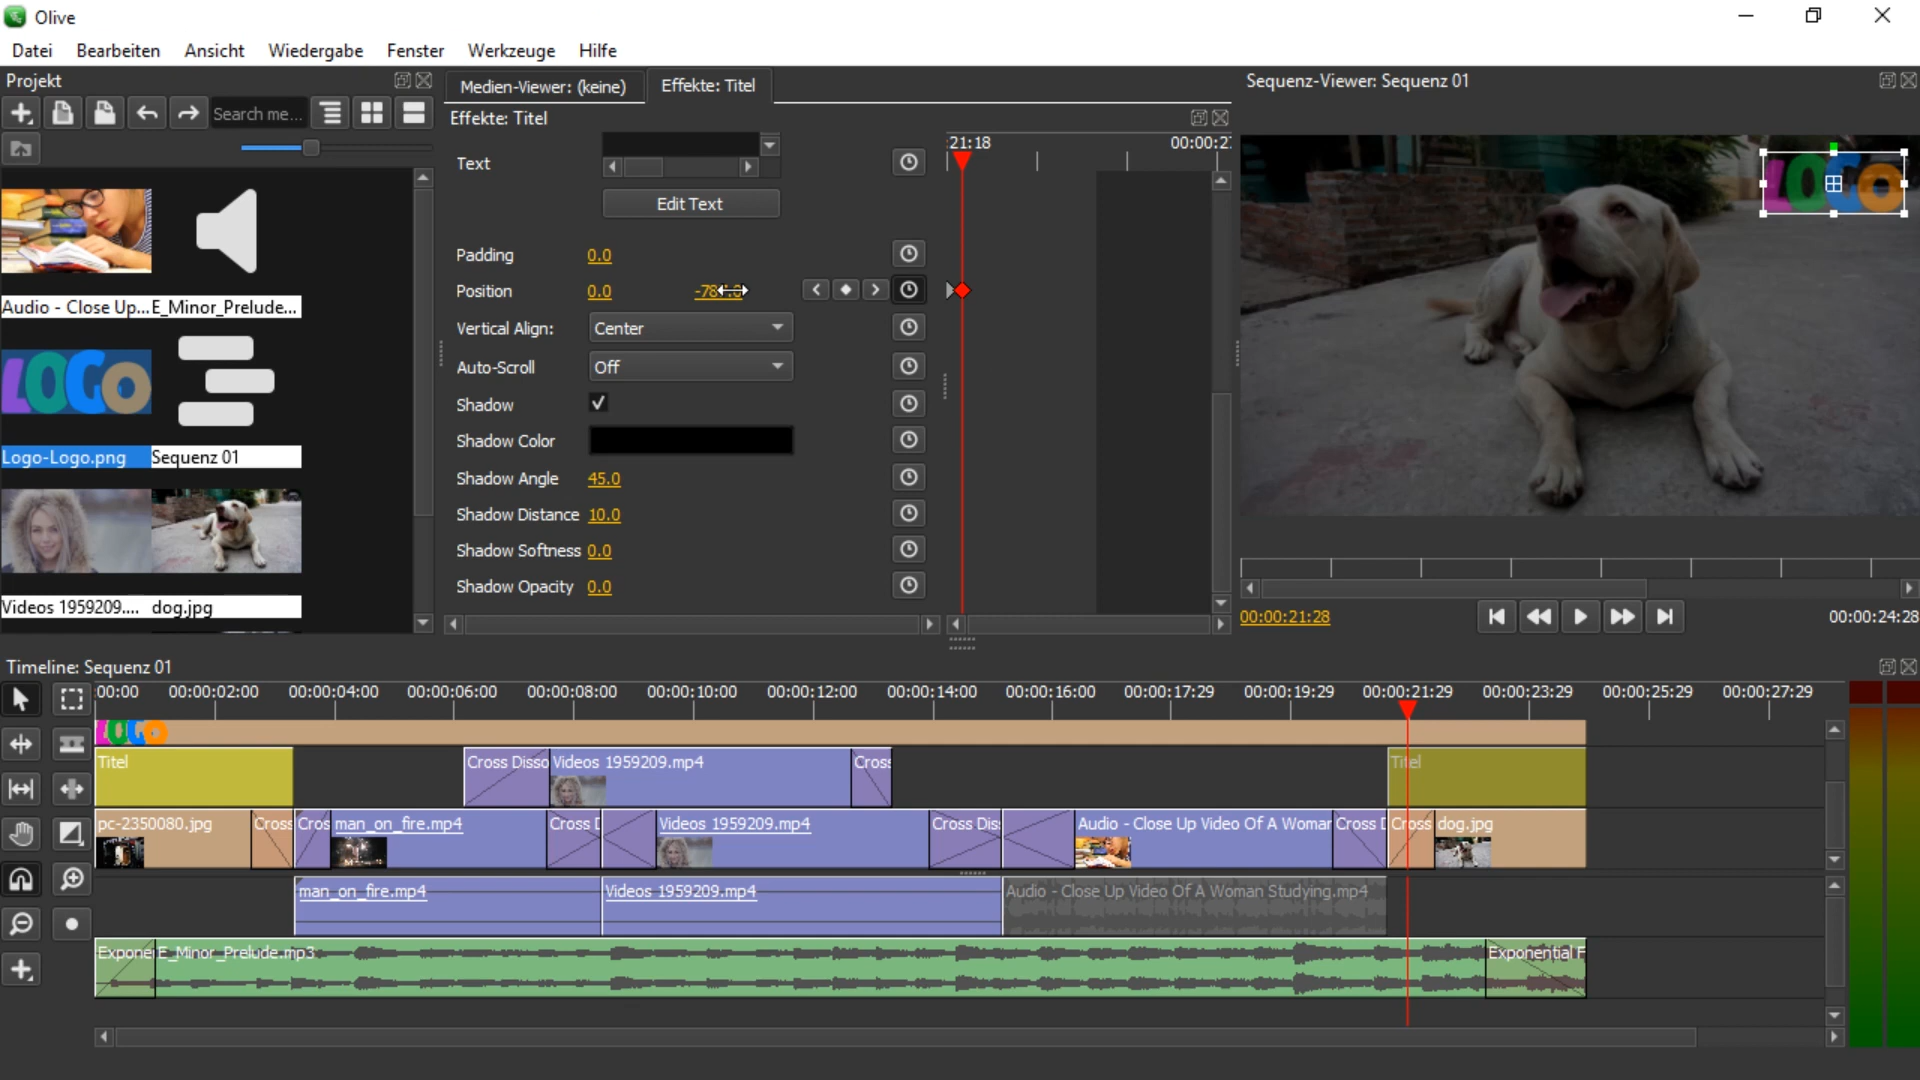 Olive
Datei Bearbeiten Ansicht Wiedergabe Fenster Werkzeuge Hilfe
Projekt
Search me...
Audio - Close Up... E_Minor_Prelude...
LOGO
Logo-Logo.png Sequenz 01
Videos 1959209.... dog.jpg
Medien-Viewer: (keine) Effekte: Titel
Effekte: Titel
21:18 00:00:2
Text
Edit Text
Padding 0.0
Position 0.0
Vertical Align: Center
Auto-Scroll Off
Shadow
Shadow Color
Shadow Angle 45.0
Shadow Distance 10.0
Shadow Softness 0.0
Shadow Opacity 0.0
Sequenz-Viewer: Sequenz 01
LOGO
00:00:21:28 00:00:24:28
Timeline: Sequenz 01
:00:00 00:00:02:00 00:00:04:00 00:00:06:00 00:00:08:00 00:00:10:00 00:00:12:00 00:00:14:00 00:00:16:00 00:00:17:29 00:00:19:29 00:00:21:29 00:00:23:29 00:00:25:29 00:00:27:29
LOGO
Titel Cross Disso Videos 1959209.mp4 Cross Titel
pc-2350080.jpg Cross Cros man_on_fire.mp4 Cross D Videos 1959209.mp4 Cross Dis Audio - Close Up Video Of A Woman Cross D Cross dog.jpg
man_on_fire.mp4 Videos 1959209.mp4 Audio - Close Up Video Of A Woman Studying.mp4
Expone E_Minor_Prelude.mp3 Exponential F